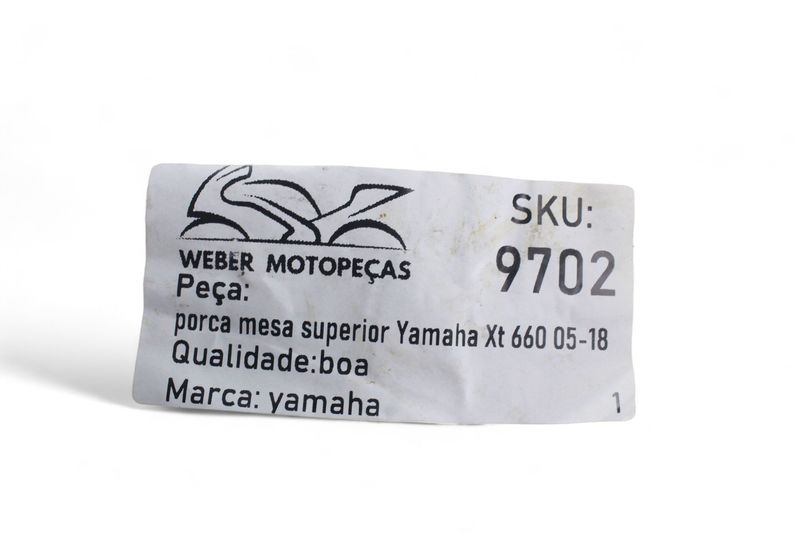 WEBER MOTOPEÇAS
SKU:
9702
Peça:
porca mesa superior Yamaha Xt 660 05-18
Qualidade:boa
Marca: yamaha
1